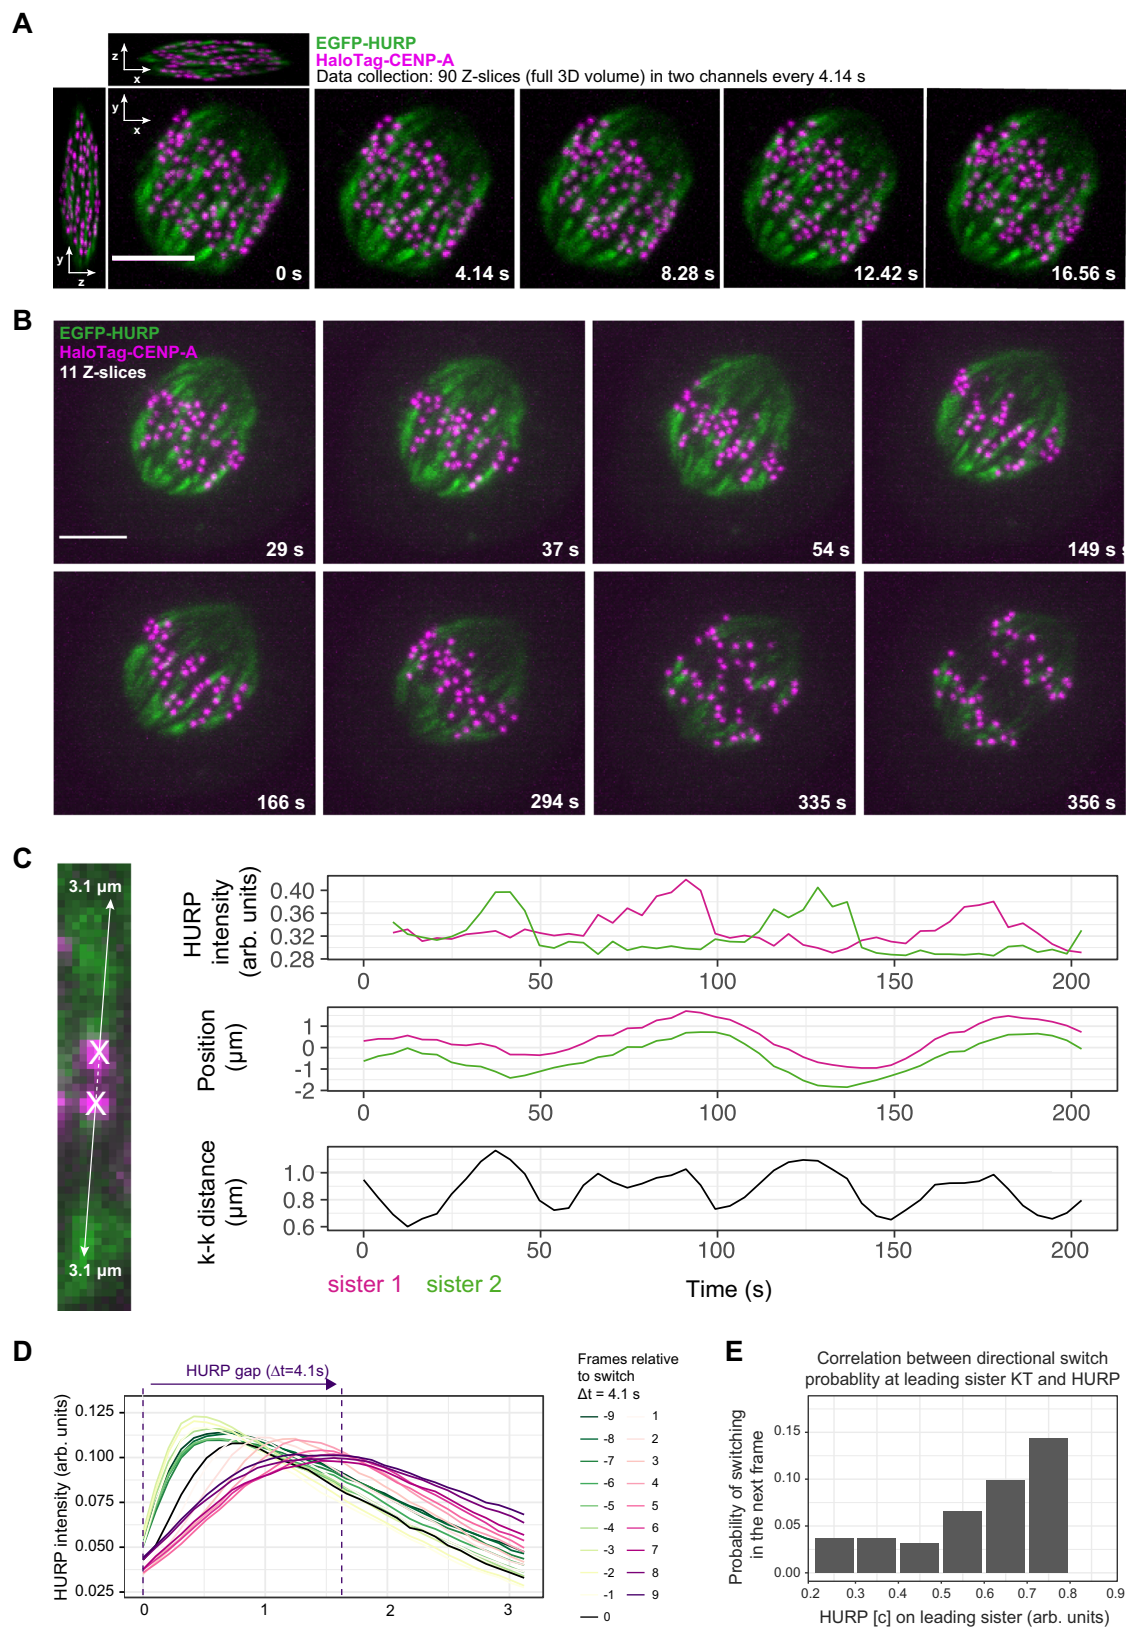 A
EGFP-HURP
HaloTag-CENP-A
Data collection: 90 Z-slices (full 3D volume) in two channels every 4.14 s
z
x
y
x
y
z
0 s
4.14 s
8.28 s
12.42 s
16.56 s
B
EGFP-HURP
HaloTag-CENP-A
11 Z-slices
29 s
37 s
54 s
149 s
166 s
294 s
335 s
356 s
C
3.1 µm
X
X
3.1 µm
HURP
intensity
(arb. units)
0.40
0.36
0.32
0.28
0
50
100
150
200
Position
(µm)
1
0
-1
-2
0
50
100
150
200
k-k distance
(µm)
1.0
0.8
0.6
0
50
100
150
200
sister 1
sister 2
Time (s)
D
HURP gap (Δt=4.1s)
HURP intensity (arb. units)
0.125
0.100
0.075
0.050
0.025
0
1
2
3
Frames relative
to switch
Δt = 4.1 s
-9
-8
-7
-6
-5
-4
-3
-2
-1
0
1
2
3
4
5
6
7
8
9
E
Correlation between directional switch
probablity at leading sister KT and HURP
Probability of switching
in the next frame
0.15
0.10
0.05
0.00
0.2
0.3
0.4
0.5
0.6
0.7
0.8
0.9
HURP [c] on leading sister (arb. units)